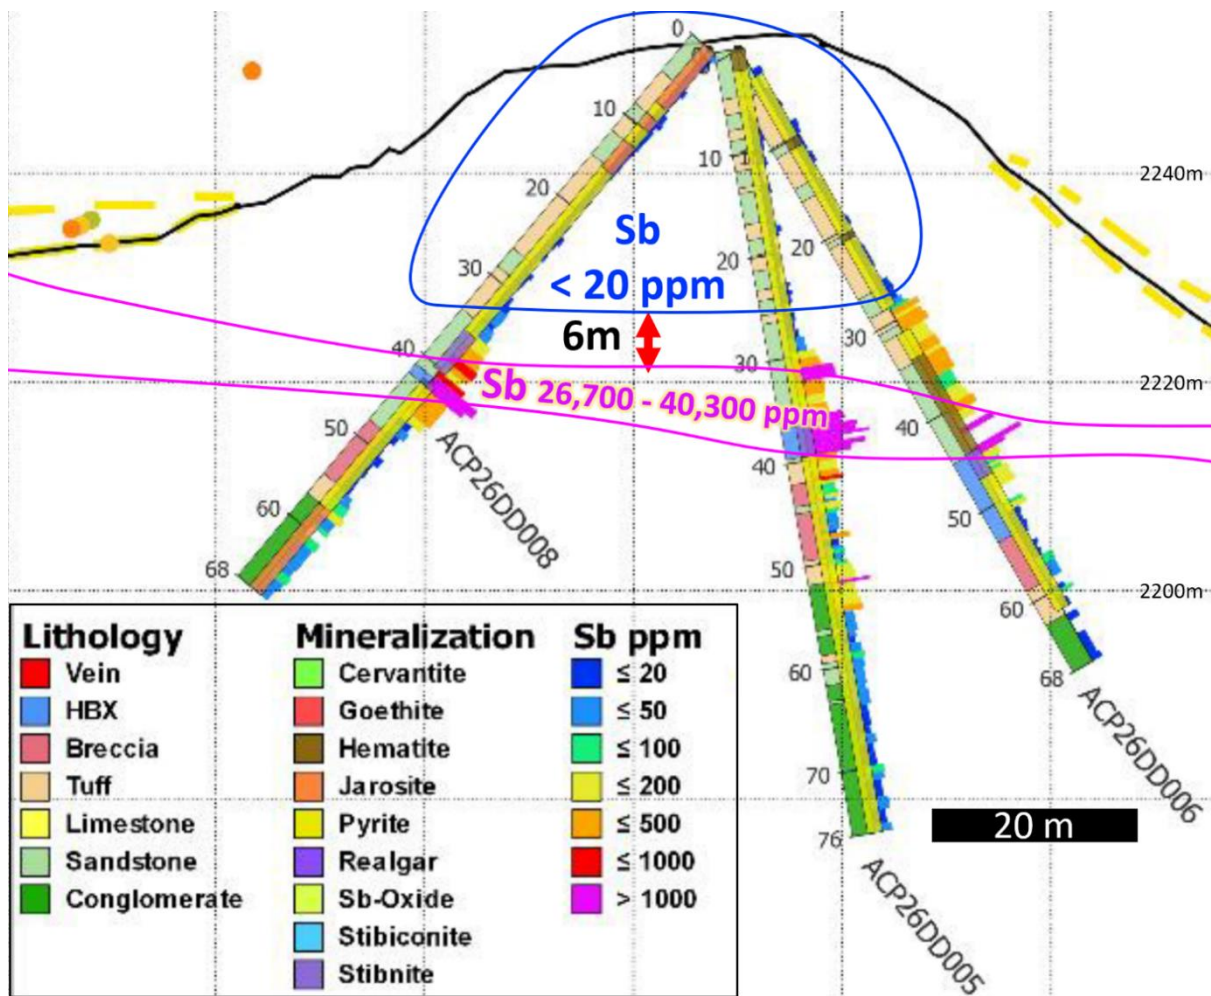 0
10
20
30
40
50
60
68
10
20
30
40
50
60
70
76
20
30
40
50
60
68
2240m
2220m
2200m
Sb
< 20 ppm
6m
Sb 26,700 - 40,300 ppm
ACP26DD008
ACP26DD005
ACP26DD006
20 m
Lithology
Vein
HBX
Breccia
Tuff
Limestone
Sandstone
Conglomerate
Mineralization
Cervantite
Goethite
Hematite
Jarosite
Pyrite
Realgar
Sb-Oxide
Stibiconite
Stibnite
Sb ppm
≤ 20
≤ 50
≤ 100
≤ 200
≤ 500
≤ 1000
> 1000